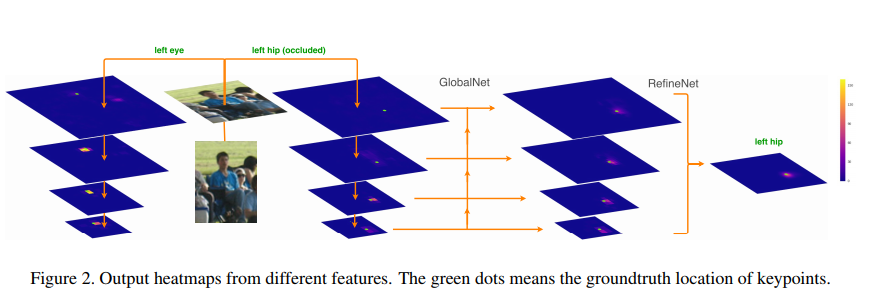 left eye
left hip (occluded)
GlobalNet
RefineNet
left hip
Figure 2. Output heatmaps from different features. The green dots means the groundtruth location of keypoints.